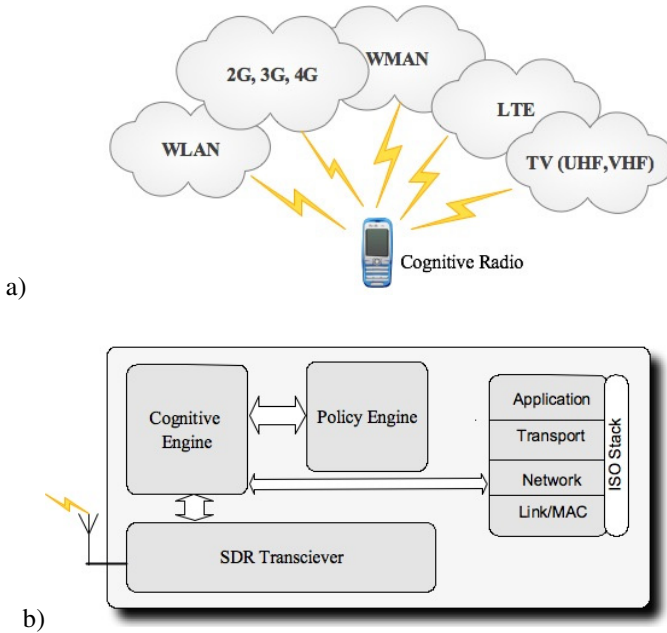 WMAN
2G, 3G, 4G
LTE
WLAN
TV (UHF,VHF)
Cognitive Radio
a)
Cognitive
Engine
Policy Engine
Application
Transport
Network
Link/MAC
ISO Stack
SDR Transciever
b)